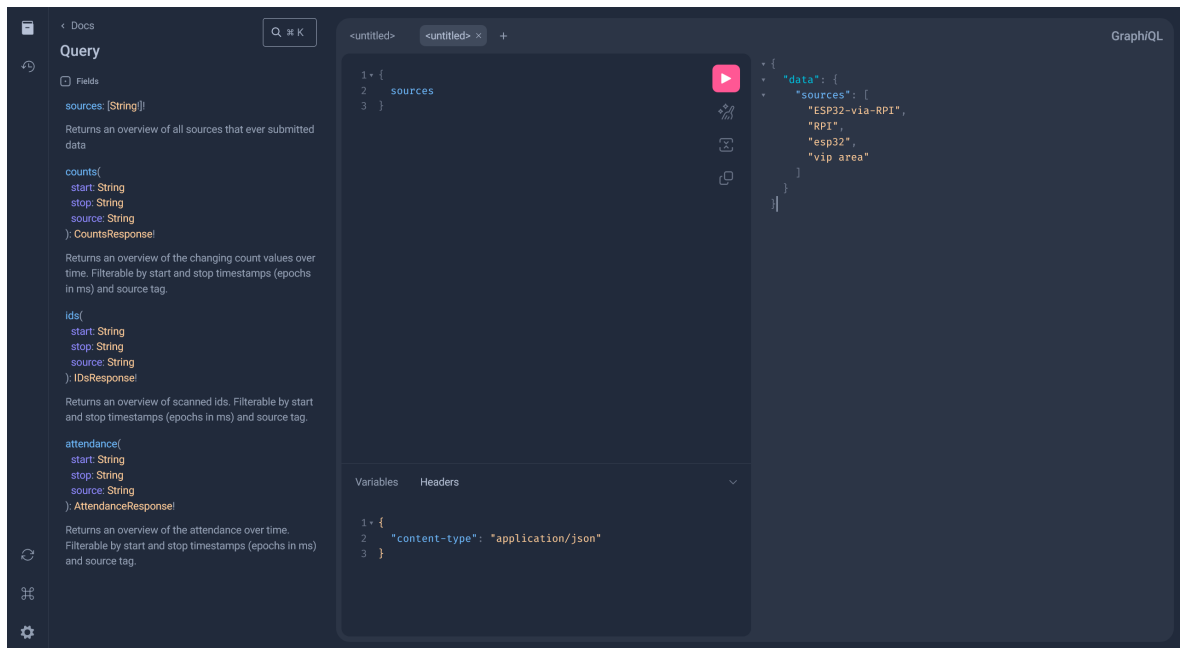 ‹ Docs
⌘ K
Query
Fields
sources: [String!]!
Returns an overview of all sources that ever submitted
data
counts(
start: String
stop: String
source: String
): CountsResponse!
Returns an overview of the changing count values over
time. Filterable by start and stop timestamps (epochs
in ms) and source tag.
ids(
start: String
stop: String
source: String
): IDsResponse!
Returns an overview of scanned ids. Filterable by start
and stop timestamps (epochs in ms) and source tag.
attendance(
start: String
stop: String
source: String
): AttendanceResponse!
Returns an overview of the attendance over time.
Filterable by start and stop timestamps (epochs in ms)
and source tag.
<untitled>
<untitled> ×
+
GraphiQL
1 {
2 sources
3 }
Variables
Headers
1 {
2 "content-type": "application/json"
3 }
{
"data": {
"sources": [
"ESP32-via-RPI",
"RPI",
"esp32",
"vip area"
]
}
}